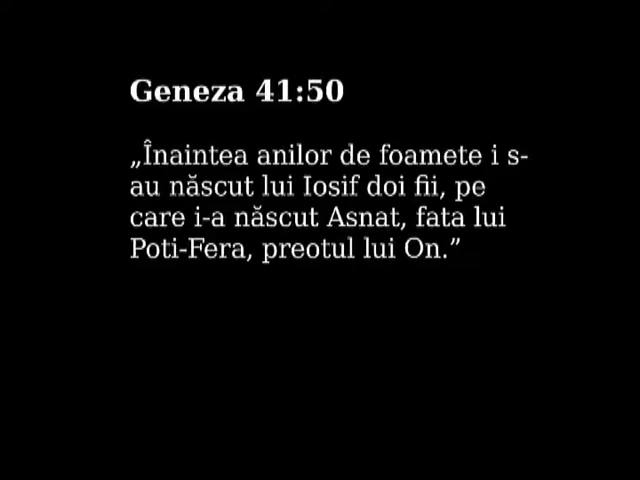 Geneza 41:50
„Înaintea anilor de foamete i s-
au născut lui Iosif doi fii, pe
care i-a născut Asnat, fata lui
Poti-Fera, preotul lui On.”